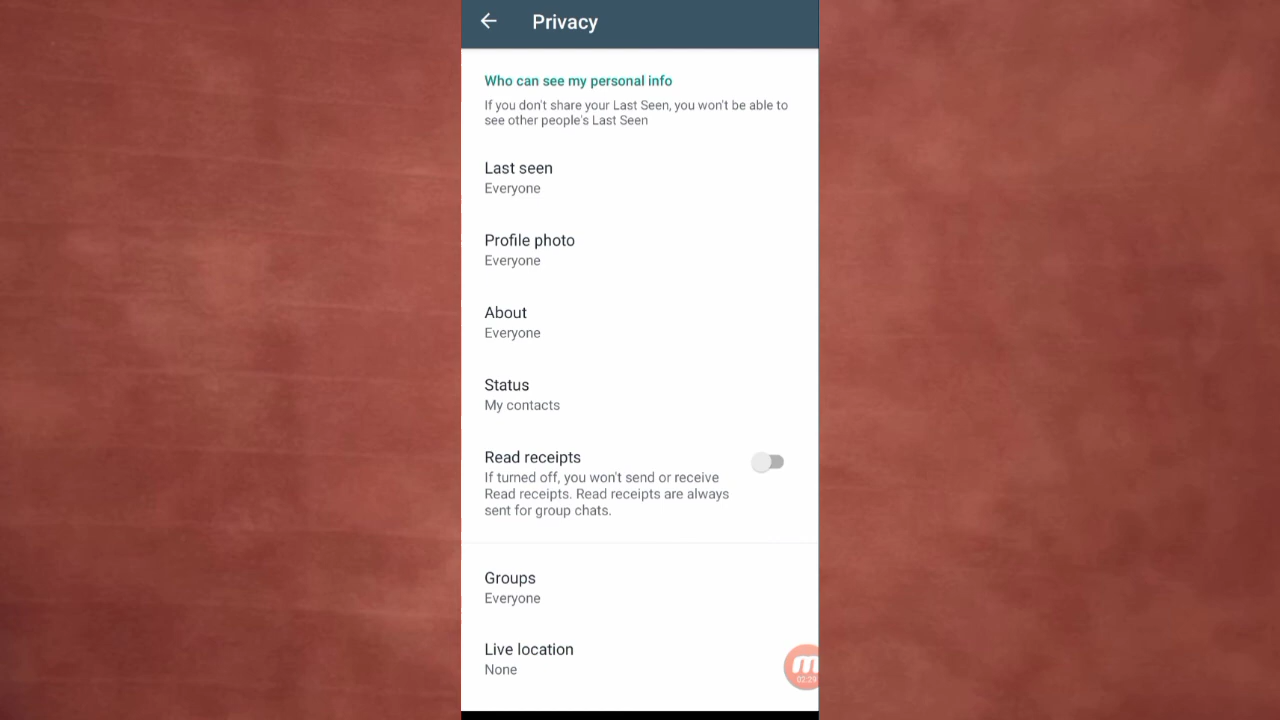 Privacy
Who can see my personal info
If you don't share your Last Seen, you won't be able to
see other people's Last Seen
Last seen
Everyone
Profile photo
Everyone
About
Everyone
Status
My contacts
Read receipts
If turned off, you won't send or receive
Read receipts. Read receipts are always
sent for group chats.
Groups
Everyone
Live location
None
02:29